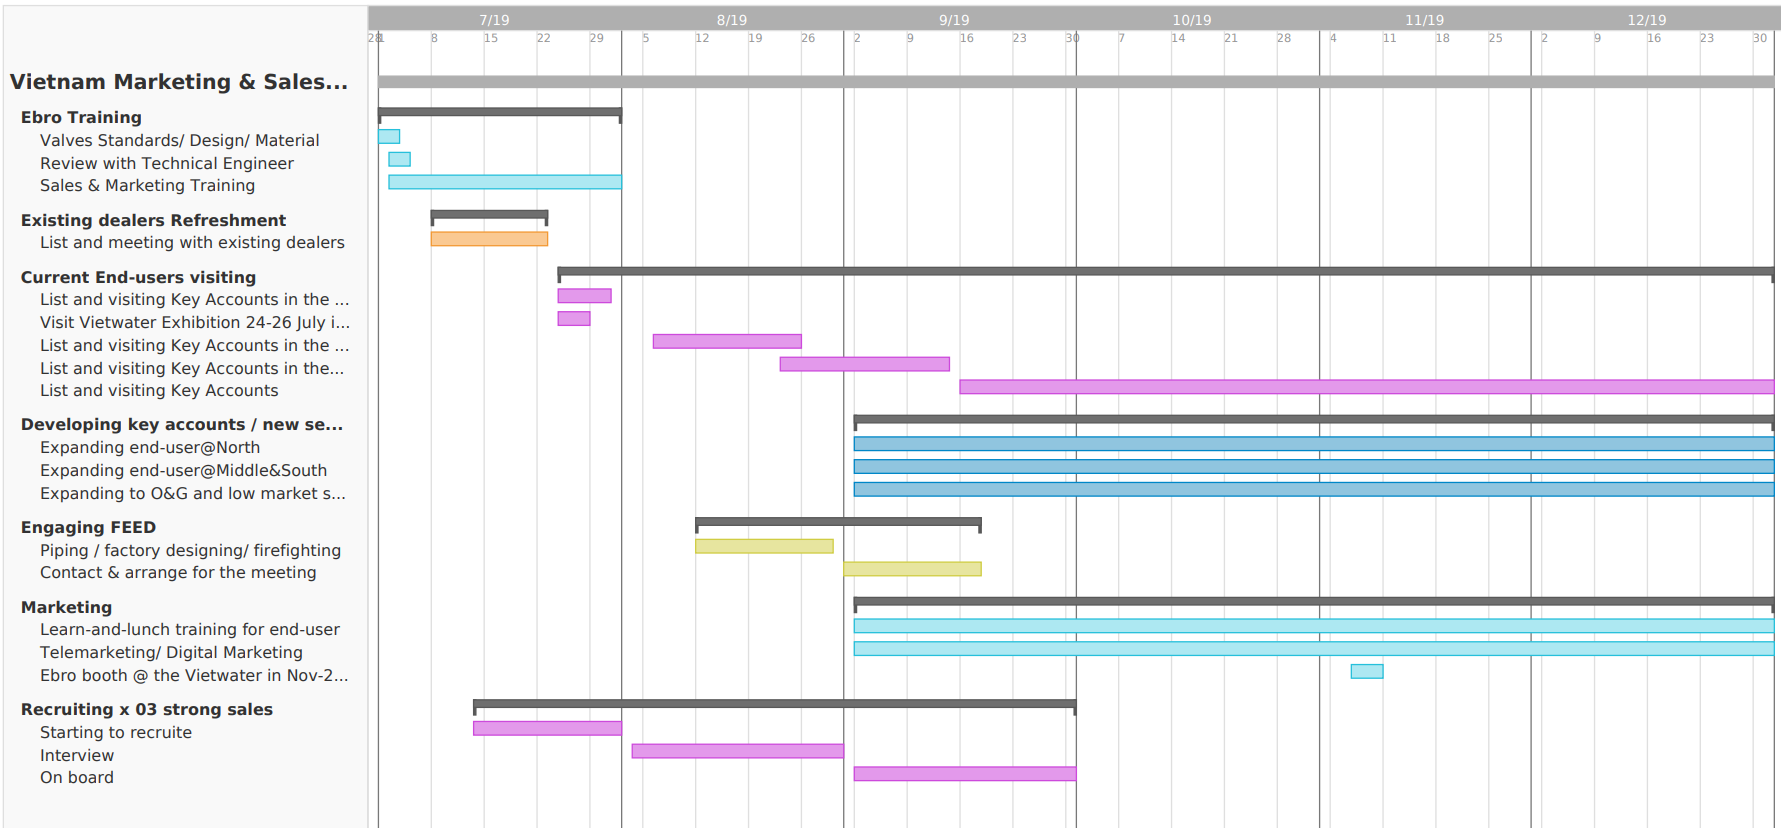 7/19 8/19 9/19 10/19 11/19 12/19
28 1 8 15 22 29 5 12 19 26 2 9 16 23 30 7 14 21 28 4 11 18 25 2 9 16 23 30
Vietnam Marketing & Sales...
Ebro Training
Valves Standards/ Design/ Material
Review with Technical Engineer
Sales & Marketing Training
Existing dealers Refreshment
List and meeting with existing dealers
Current End-users visiting
List and visiting Key Accounts in the ...
Visit Vietwater Exhibition 24-26 July i...
List and visiting Key Accounts in the ...
List and visiting Key Accounts in the...
List and visiting Key Accounts
Developing key accounts / new se...
Expanding end-user@North
Expanding end-user@Middle&South
Expanding to O&G and low market s...
Engaging FEED
Piping / factory designing/ firefighting
Contact & arrange for the meeting
Marketing
Learn-and-lunch training for end-user
Telemarketing/ Digital Marketing
Ebro booth @ the Vietwater in Nov-2...
Recruiting x 03 strong sales
Starting to recruite
Interview
On board